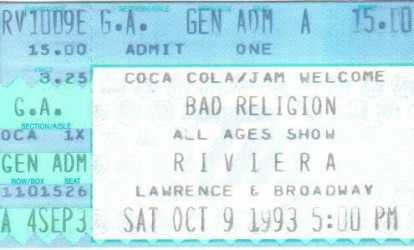 RV1009E G.A. GEN ADM A 15.00
15.00 ADMIT ONE
PRICE
3.25 COCA COLA/JAM WELCOME
G.A. BAD RELIGION
SECTION/AISLE
OCA 1X ALL AGES SHOW
GEN ADM RIVIERA
ROW/BOX SEAT
1101526 LAWRENCE & BROADWAY
A 4SEP3 SAT OCT 9 1993 5:00 PM